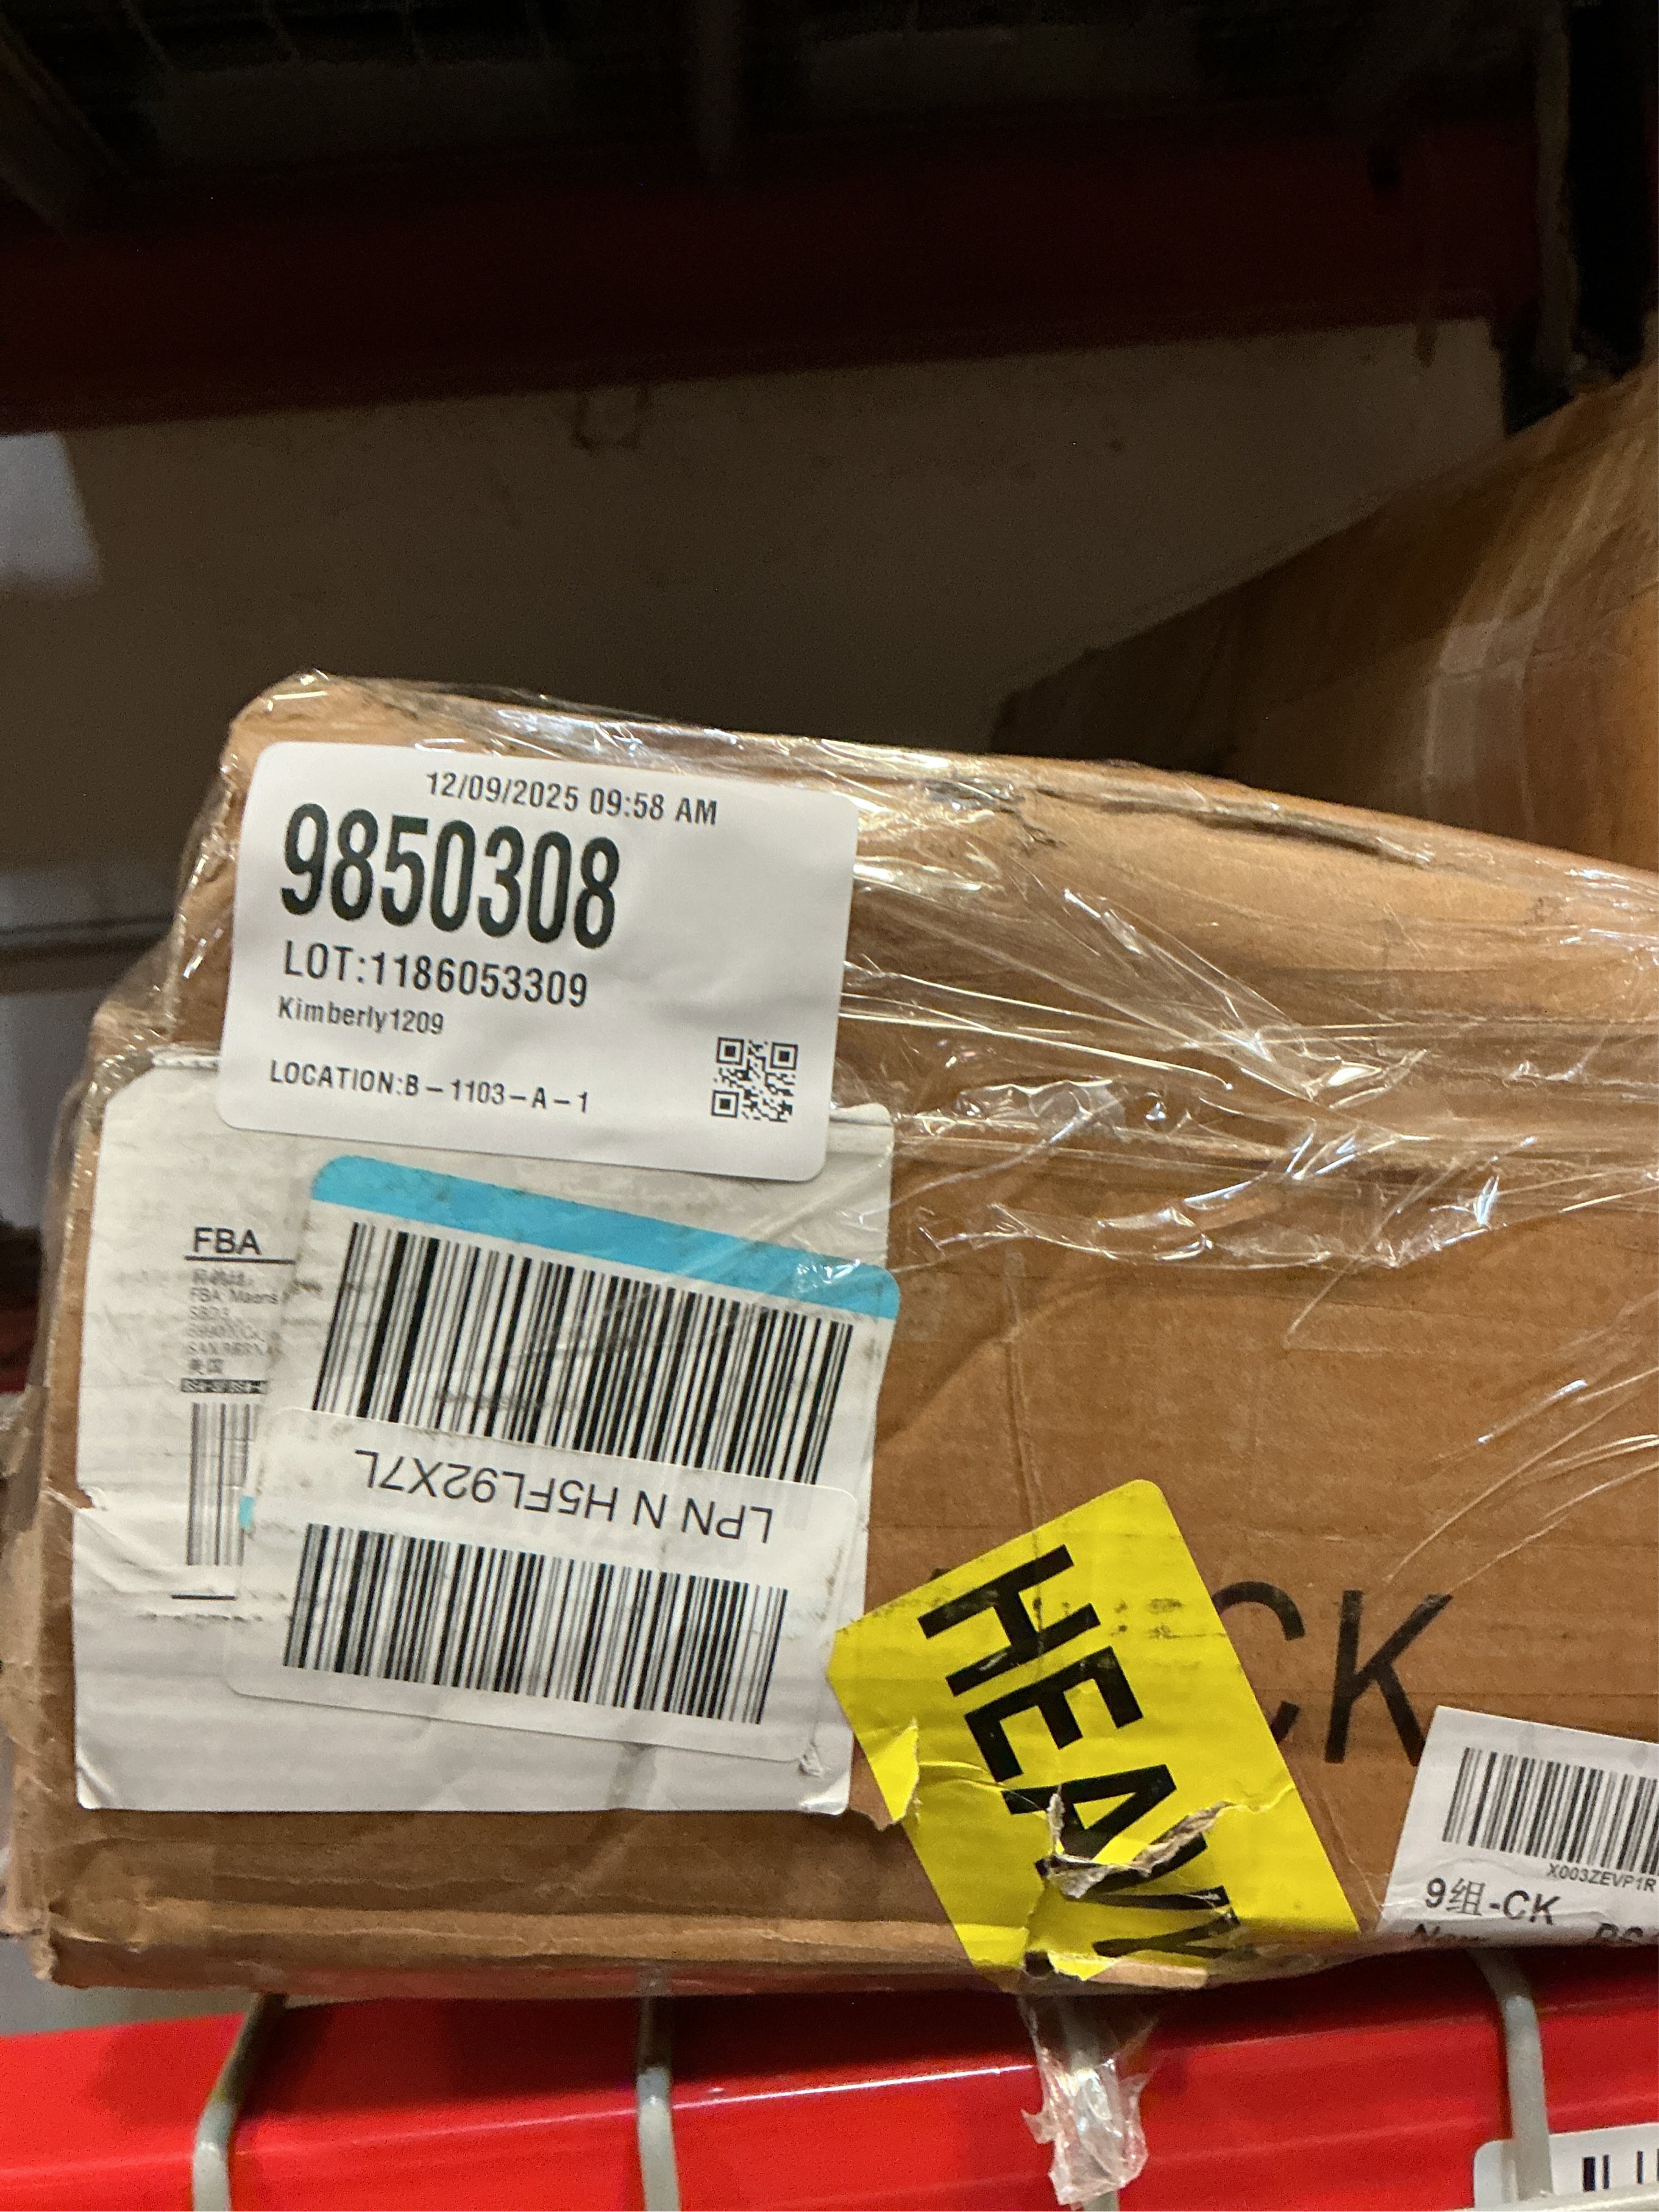 12/09/2025 09:58 AM
9850308
LOT:1186053309
Kimberly1209
LOCATION:B-1103-A-1
FBA
美国
LPN N H5FL92X7L
HEAVY
CK
X003ZEVP1R
9组-CK